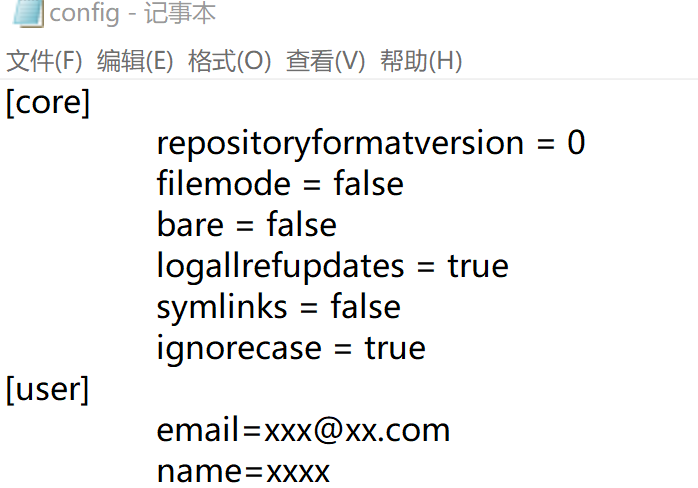 config - 记事本
文件(F) 编辑(E) 格式(O) 查看(V) 帮助(H)
[core]
repositoryformatversion = 0
filemode = false
bare = false
logallrefupdates = true
symlinks = false
ignorecase = true
[user]
email=xxx@xx.com
name=xxxx